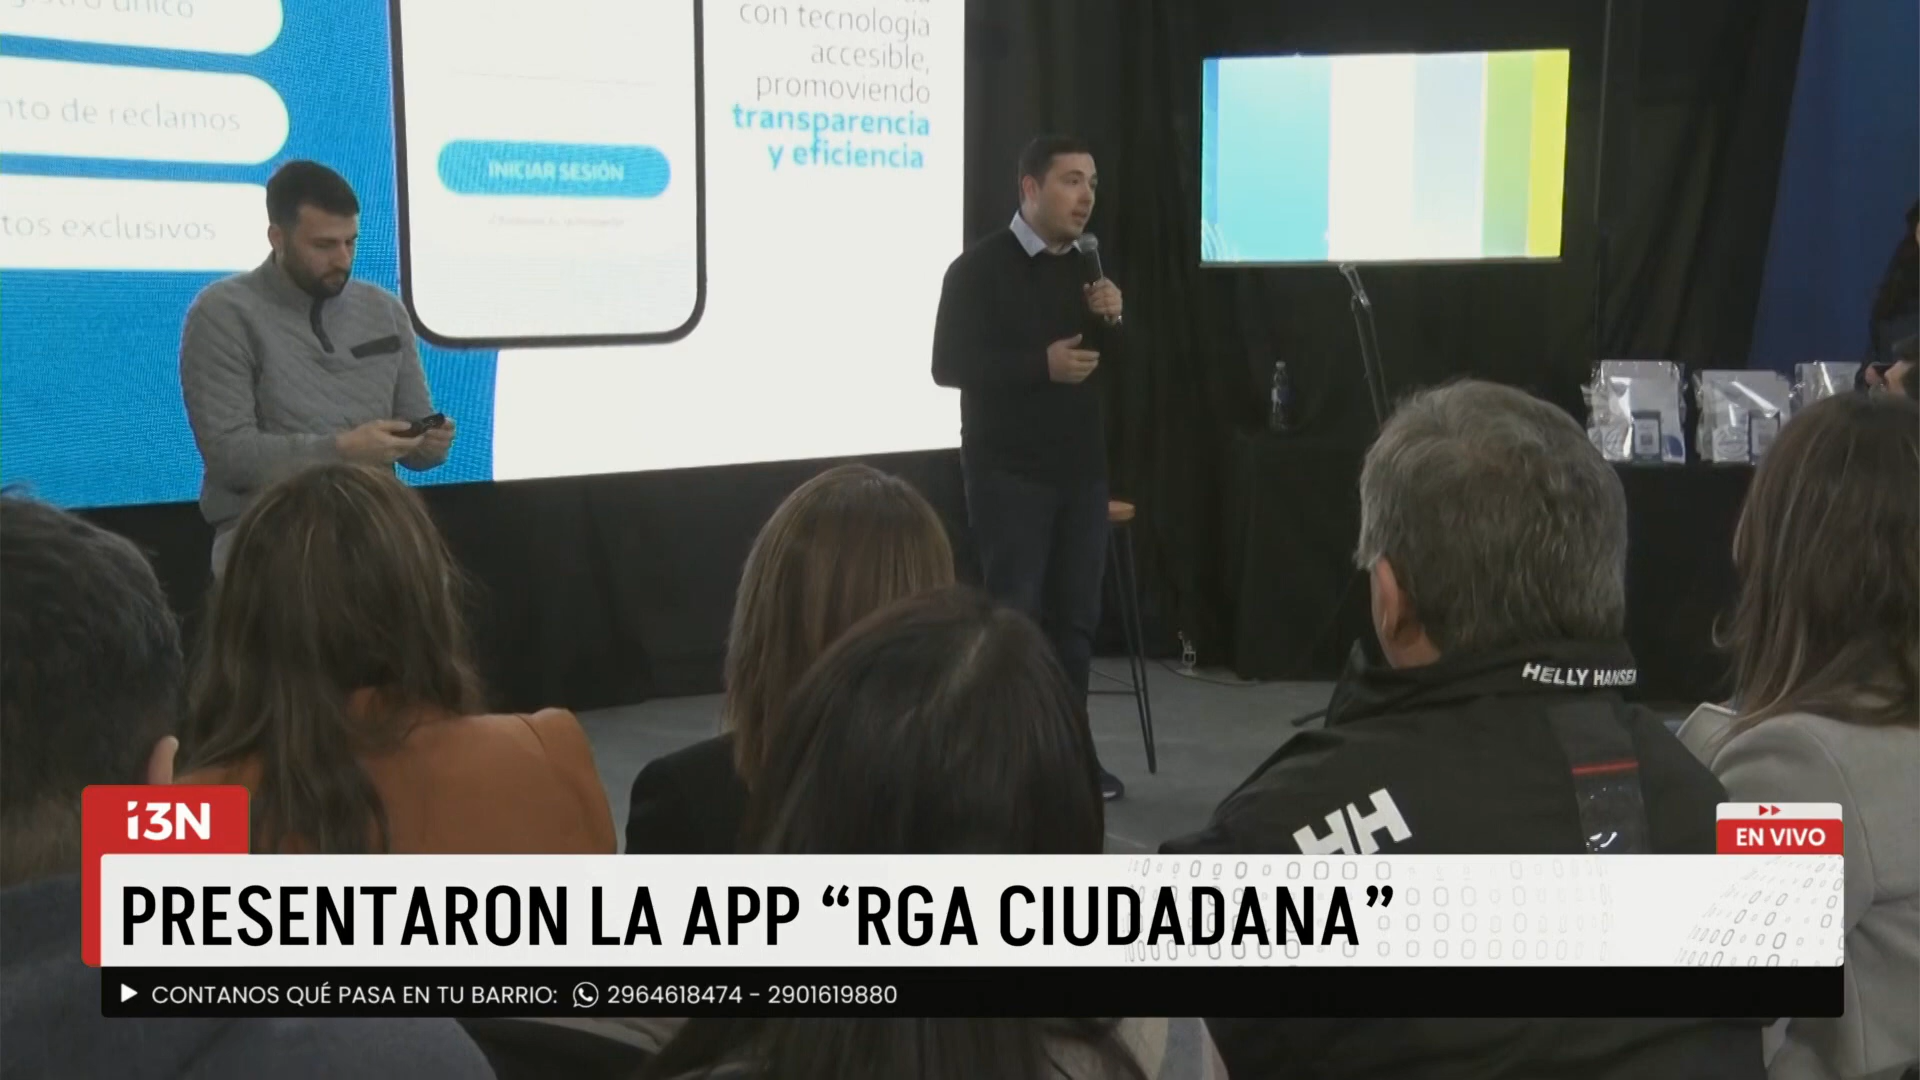 nto de reclamos
tos exclusivos
INICIAR SESIÓN
con tecnología
accesible,
promoviendo
transparencia
y eficiencia
HELLY HANSEN
HH
i3N
EN VIVO
PRESENTARON LA APP “RGA CIUDADANA”
CONTANOS QUÉ PASA EN TU BARRIO: 2964618474 - 2901619880